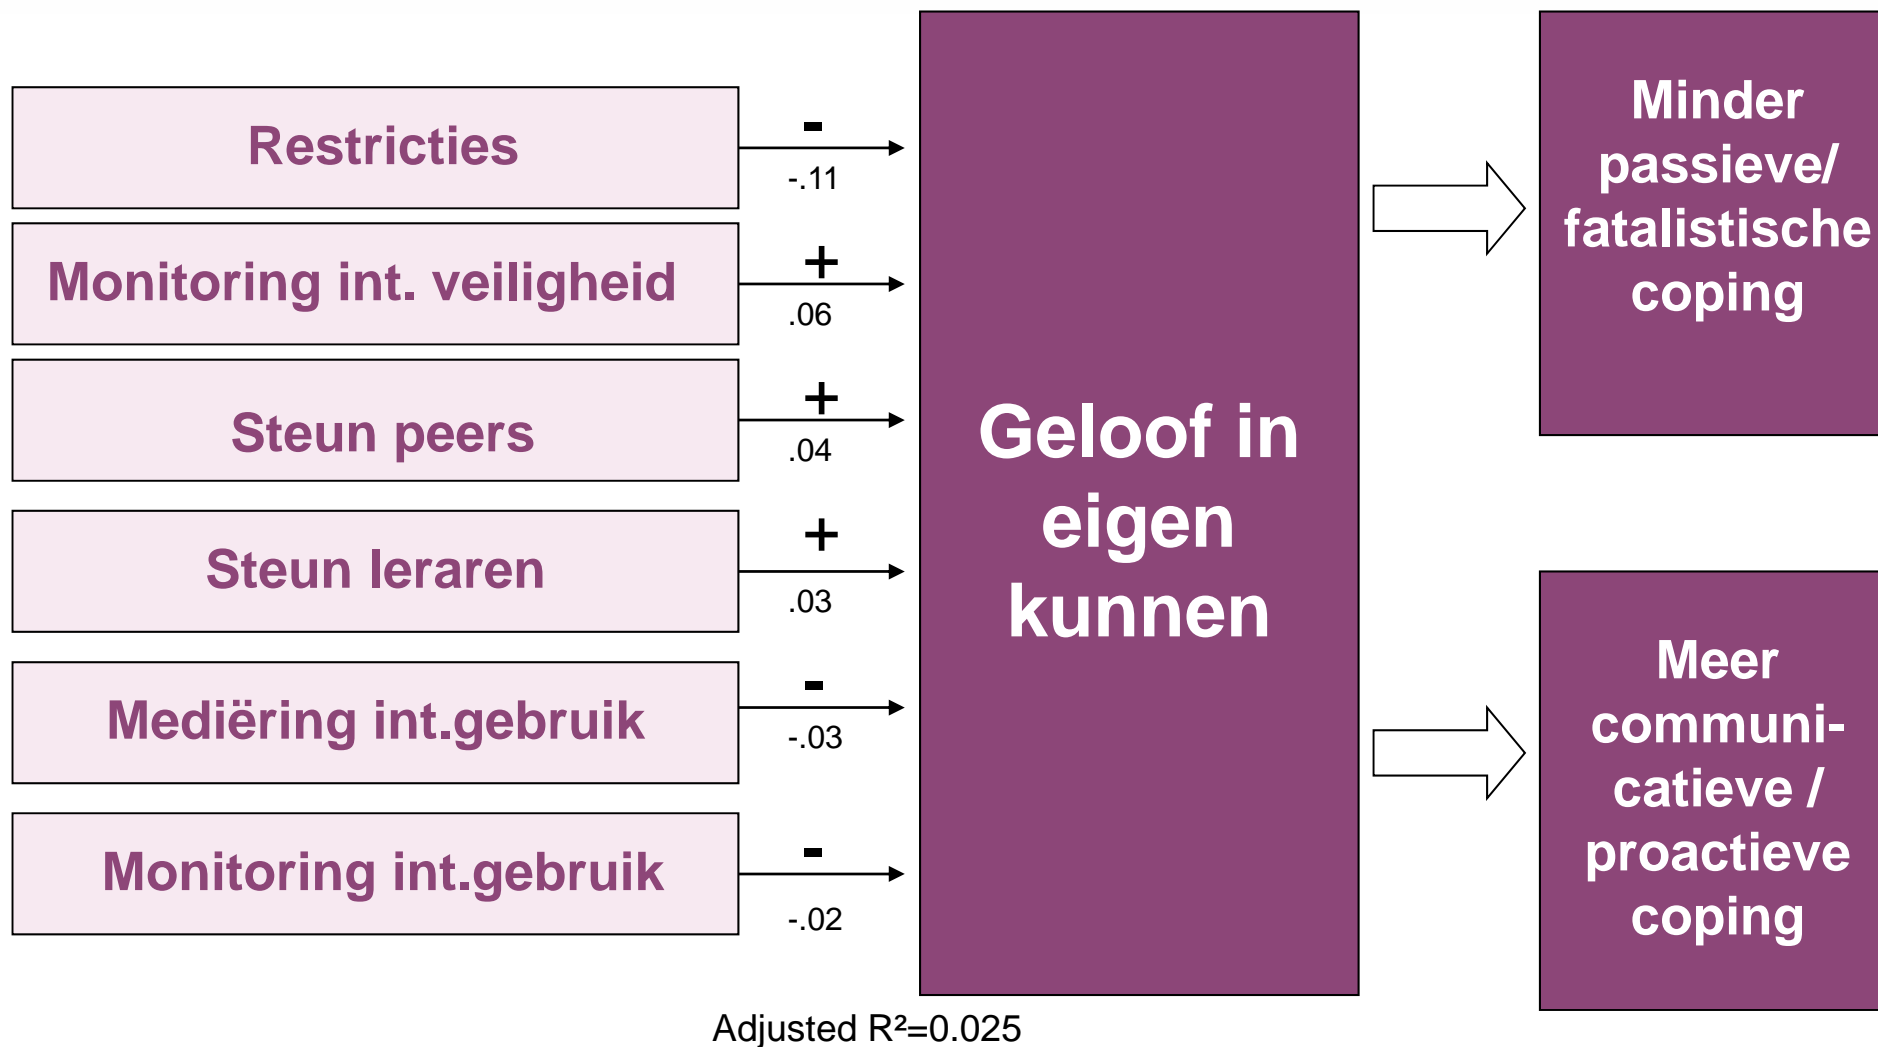 Restricties
-
-.11
Monitoring int. veiligheid
+
.06
Steun peers
+
.04
Steun leraren
+
.03
Mediëring int.gebruik
-
-.03
Monitoring int.gebruik
-
-.02
Geloof in
eigen
kunnen
Minder
passieve/
fatalistische
coping
Meer
communi-
catieve /
proactieve
coping
Adjusted R²=0.025